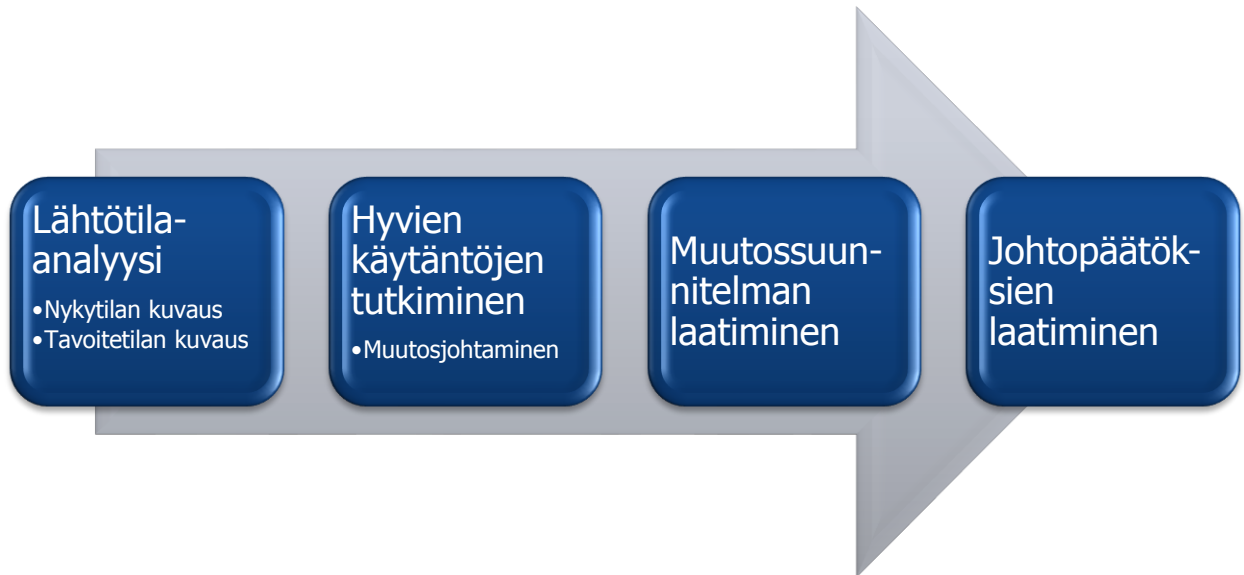 Lähtötila-
analyysi
•Nykytilan kuvaus
•Tavoitetilan kuvaus
Hyvien
käytäntöjen
tutkiminen
•Muutosjohtaminen
Muutossuun-
nitelman
laatiminen
Johtopäätök-
sien
laatiminen